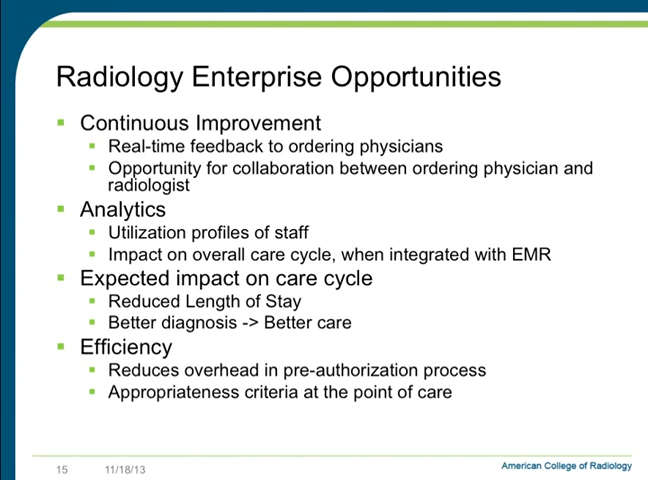 Radiology Enterprise Opportunities
Continuous Improvement
Real-time feedback to ordering physicians
Opportunity for collaboration between ordering physician and
radiologist
Analytics
Utilization profiles of staff
Impact on overall care cycle, when integrated with EMR
Expected impact on care cycle
Reduced Length of Stay
Better diagnosis -> Better care
Efficiency
Reduces overhead in pre-authorization process
Appropriateness criteria at the point of care
15 11/18/13 American College of Radiology